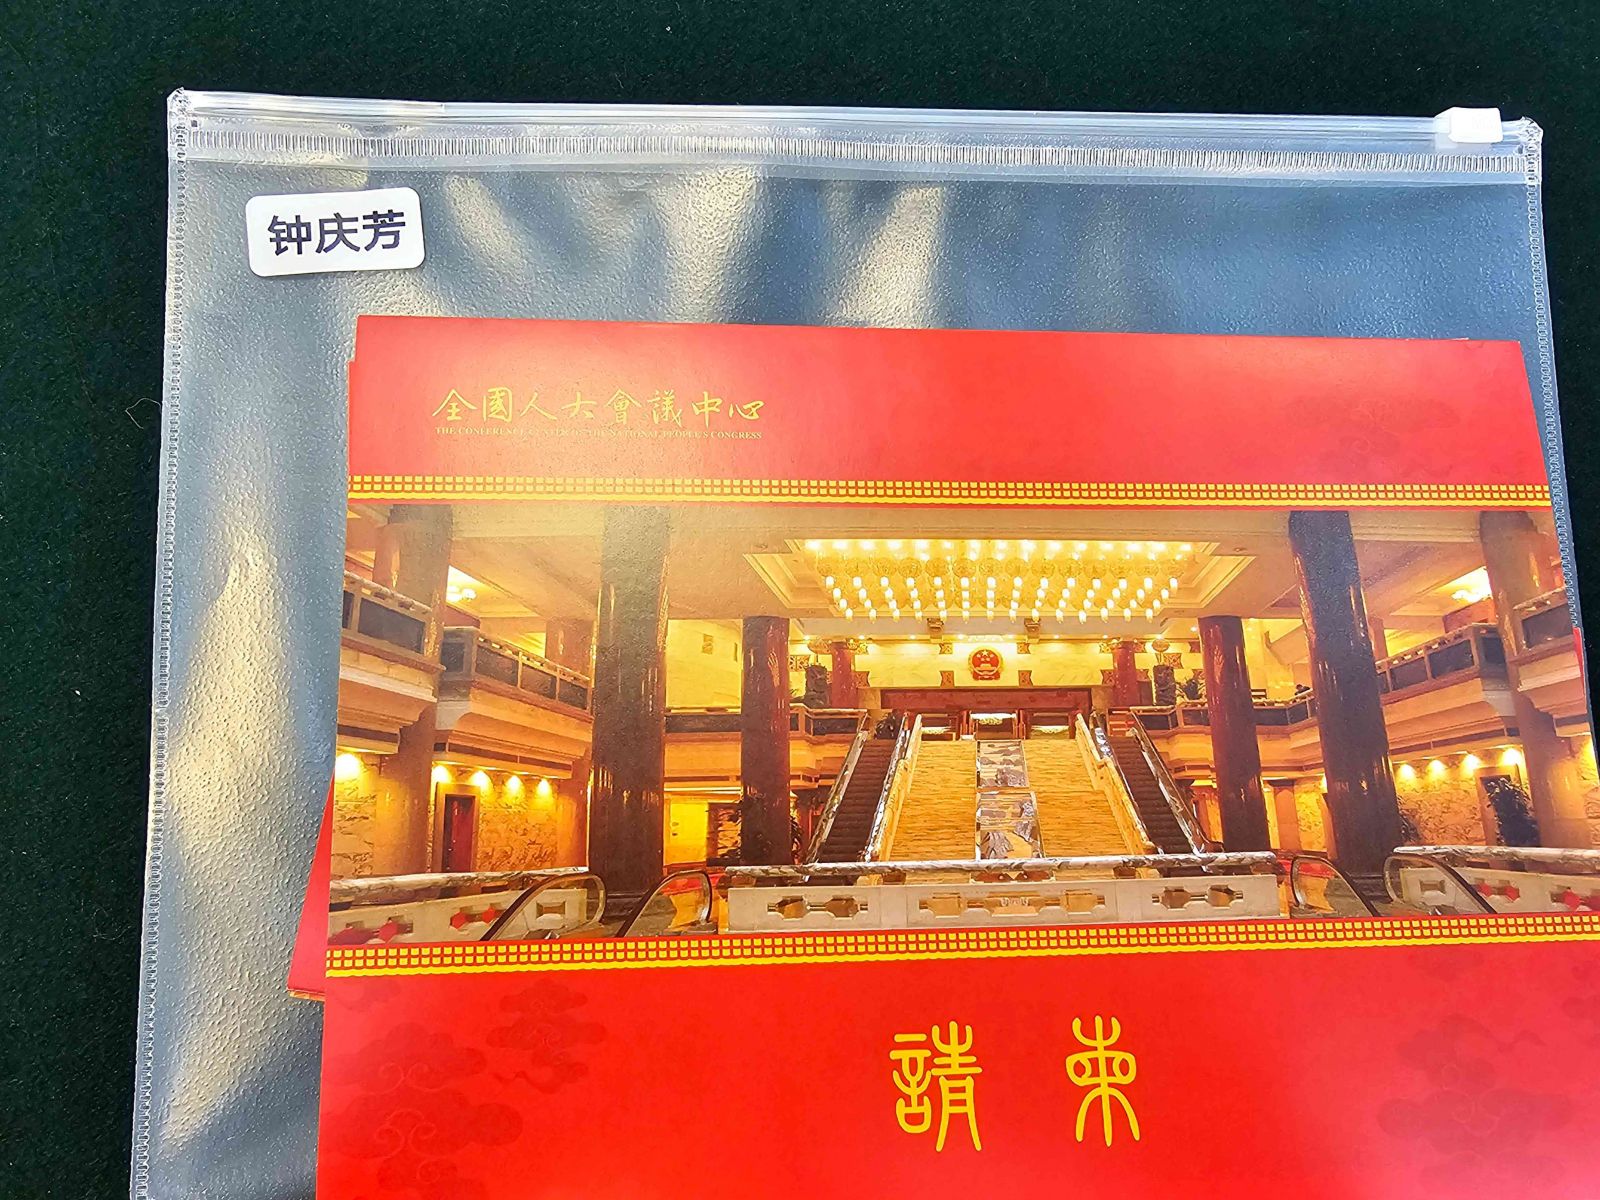 钟庆芳
全國人大會議中心
THE CONFERENCE CENTER OF THE NATIONAL PEOPLE'S CONGRESS
請柬